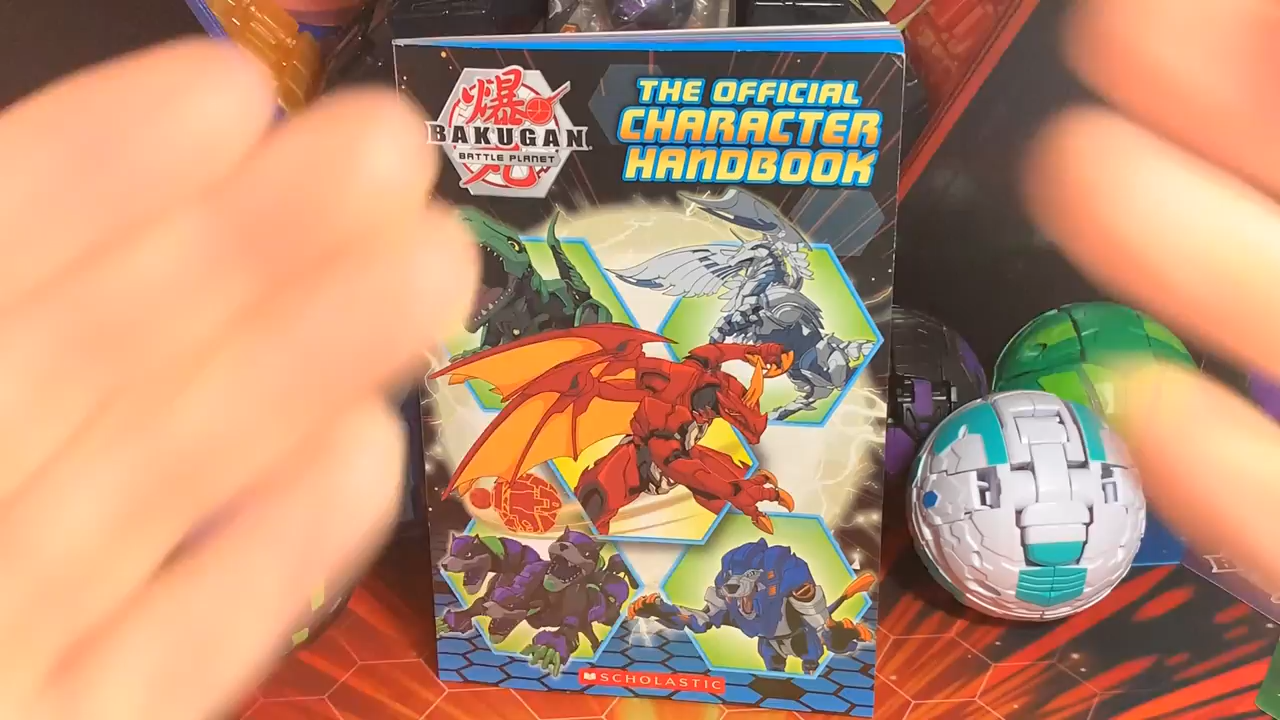 爆
BAKUGAN
BATTLE PLANET
THE OFFICIAL
CHARACTER
HANDBOOK
SCHOLASTIC